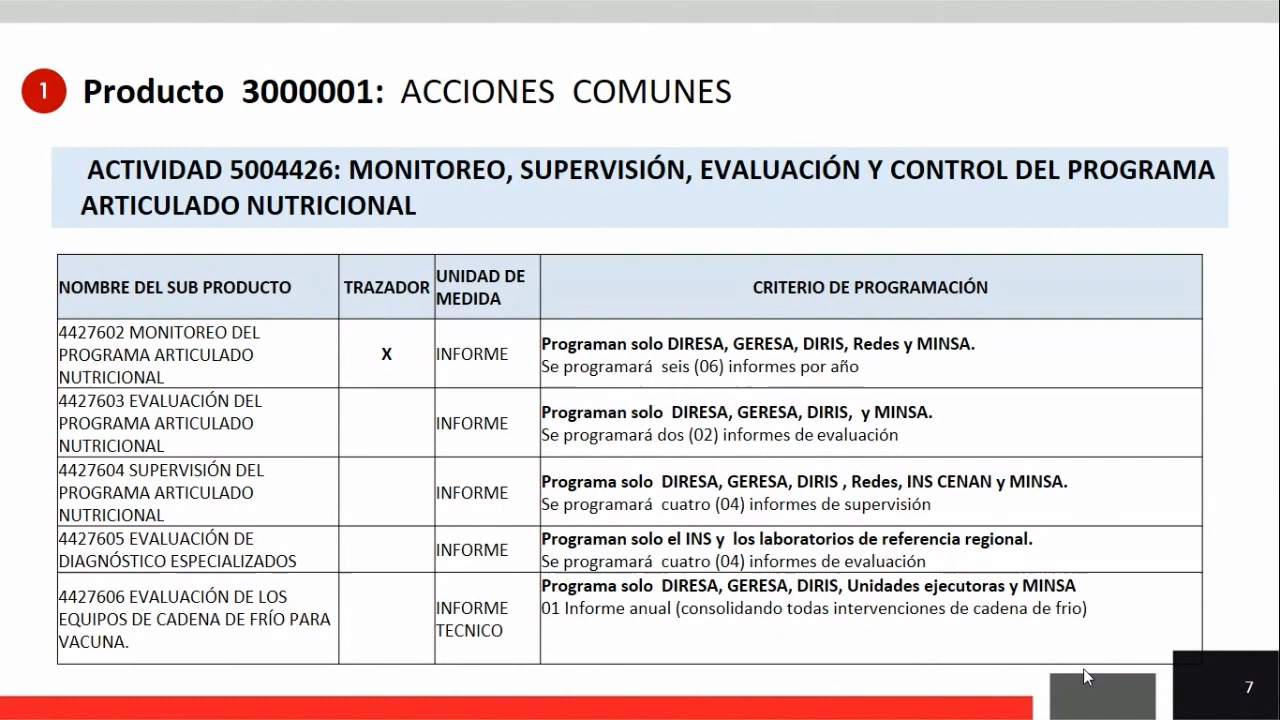 1
Producto 3000001: ACCIONES COMUNES
ACTIVIDAD 5004426: MONITOREO, SUPERVISIÓN, EVALUACIÓN Y CONTROL DEL PROGRAMA
ARTICULADO NUTRICIONAL
NOMBRE DEL SUB PRODUCTO
TRAZADOR
UNIDAD DE
MEDIDA
CRITERIO DE PROGRAMACIÓN
4427602 MONITOREO DEL
PROGRAMA ARTICULADO
NUTRICIONAL
X
INFORME
Programan solo DIRESA, GERESA, DIRIS, Redes y MINSA.
Se programará seis (06) informes por año
4427603 EVALUACIÓN DEL
PROGRAMA ARTICULADO
NUTRICIONAL
INFORME
Programan solo DIRESA, GERESA, DIRIS, y MINSA.
Se programará dos (02) informes de evaluación
4427604 SUPERVISIÓN DEL
PROGRAMA ARTICULADO
NUTRICIONAL
INFORME
Programa solo DIRESA, GERESA, DIRIS , Redes, INS CENAN y MINSA.
Se programará cuatro (04) informes de supervisión
4427605 EVALUACIÓN DE
DIAGNÓSTICO ESPECIALIZADOS
INFORME
Programan solo el INS y los laboratorios de referencia regional.
Se programará cuatro (04) informes de evaluación
4427606 EVALUACIÓN DE LOS
EQUIPOS DE CADENA DE FRÍO PARA
VACUNA.
INFORME
TECNICO
Programa solo DIRESA, GERESA, DIRIS, Unidades ejecutoras y MINSA
01 Informe anual (consolidando todas intervenciones de cadena de frio)
7